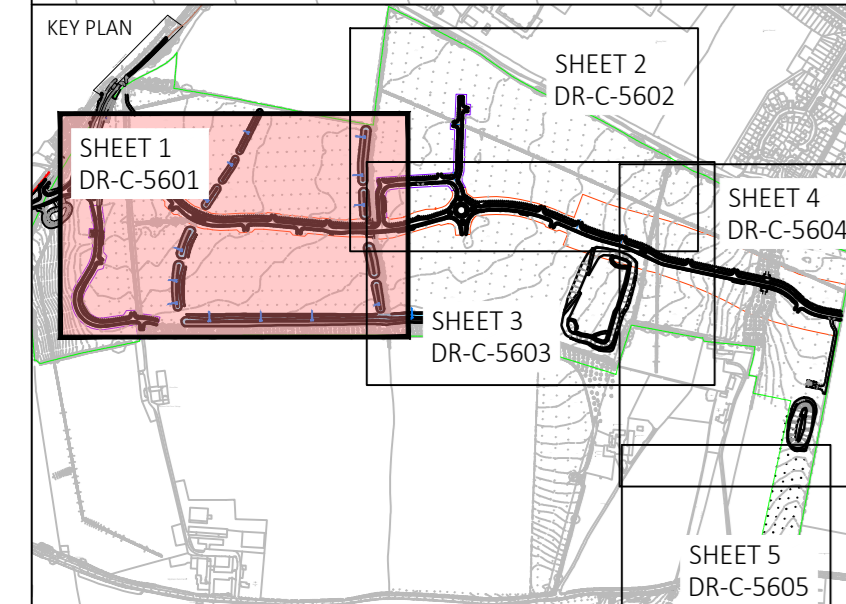 KEY PLAN
SHEET 1
DR-C-5601
SHEET 2
DR-C-5602
SHEET 3
DR-C-5603
SHEET 4
DR-C-5604
SHEET 5
DR-C-5605